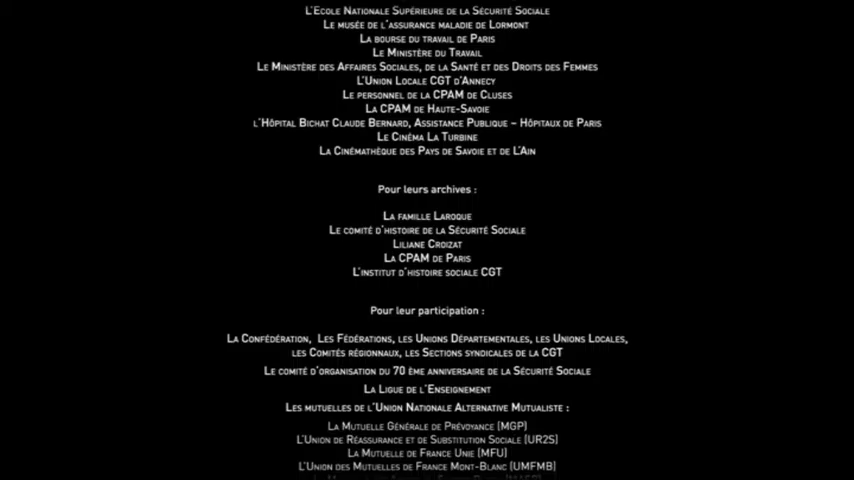 L'Ecole Nationale Supérieure de la Sécurité Sociale
Le musée de l'assurance maladie de Lormont
La bourse du travail de Paris
Le Ministère du Travail
Le Ministère des Affaires Sociales, de la Santé et des Droits des Femmes
L'Union Locale CGT d'Annecy
Le personnel de la CPAM de Cluses
La CPAM de Haute-Savoie
l'Hôpital Bichat Claude Bernard, Assistance Publique – Hôpitaux de Paris
Le Cinéma La Turbine
La Cinémathèque des Pays de Savoie et de L'Ain
Pour leurs archives :
La famille Laroque
Le comité d'histoire de la Sécurité Sociale
Liliane Croizat
La CPAM de Paris
L'institut d'histoire sociale CGT
Pour leur participation :
La Confédération, Les Fédérations, les Unions Départementales, les Unions Locales,
les Comités régionnaux, les Sections syndicales de la CGT
Le comité d'organisation du 70 ème anniversaire de la Sécurité Sociale
La Ligue de l'Enseignement
Les mutuelles de l'Union Nationale Alternative Mutualiste :
La Mutuelle Générale de Prévoyance (MGP)
L'Union de Réassurance et de Substitution Sociale (UR2S)
La Mutuelle de France Unie (MFU)
L'Union des Mutuelles de France Mont-Blanc (UMFMB)